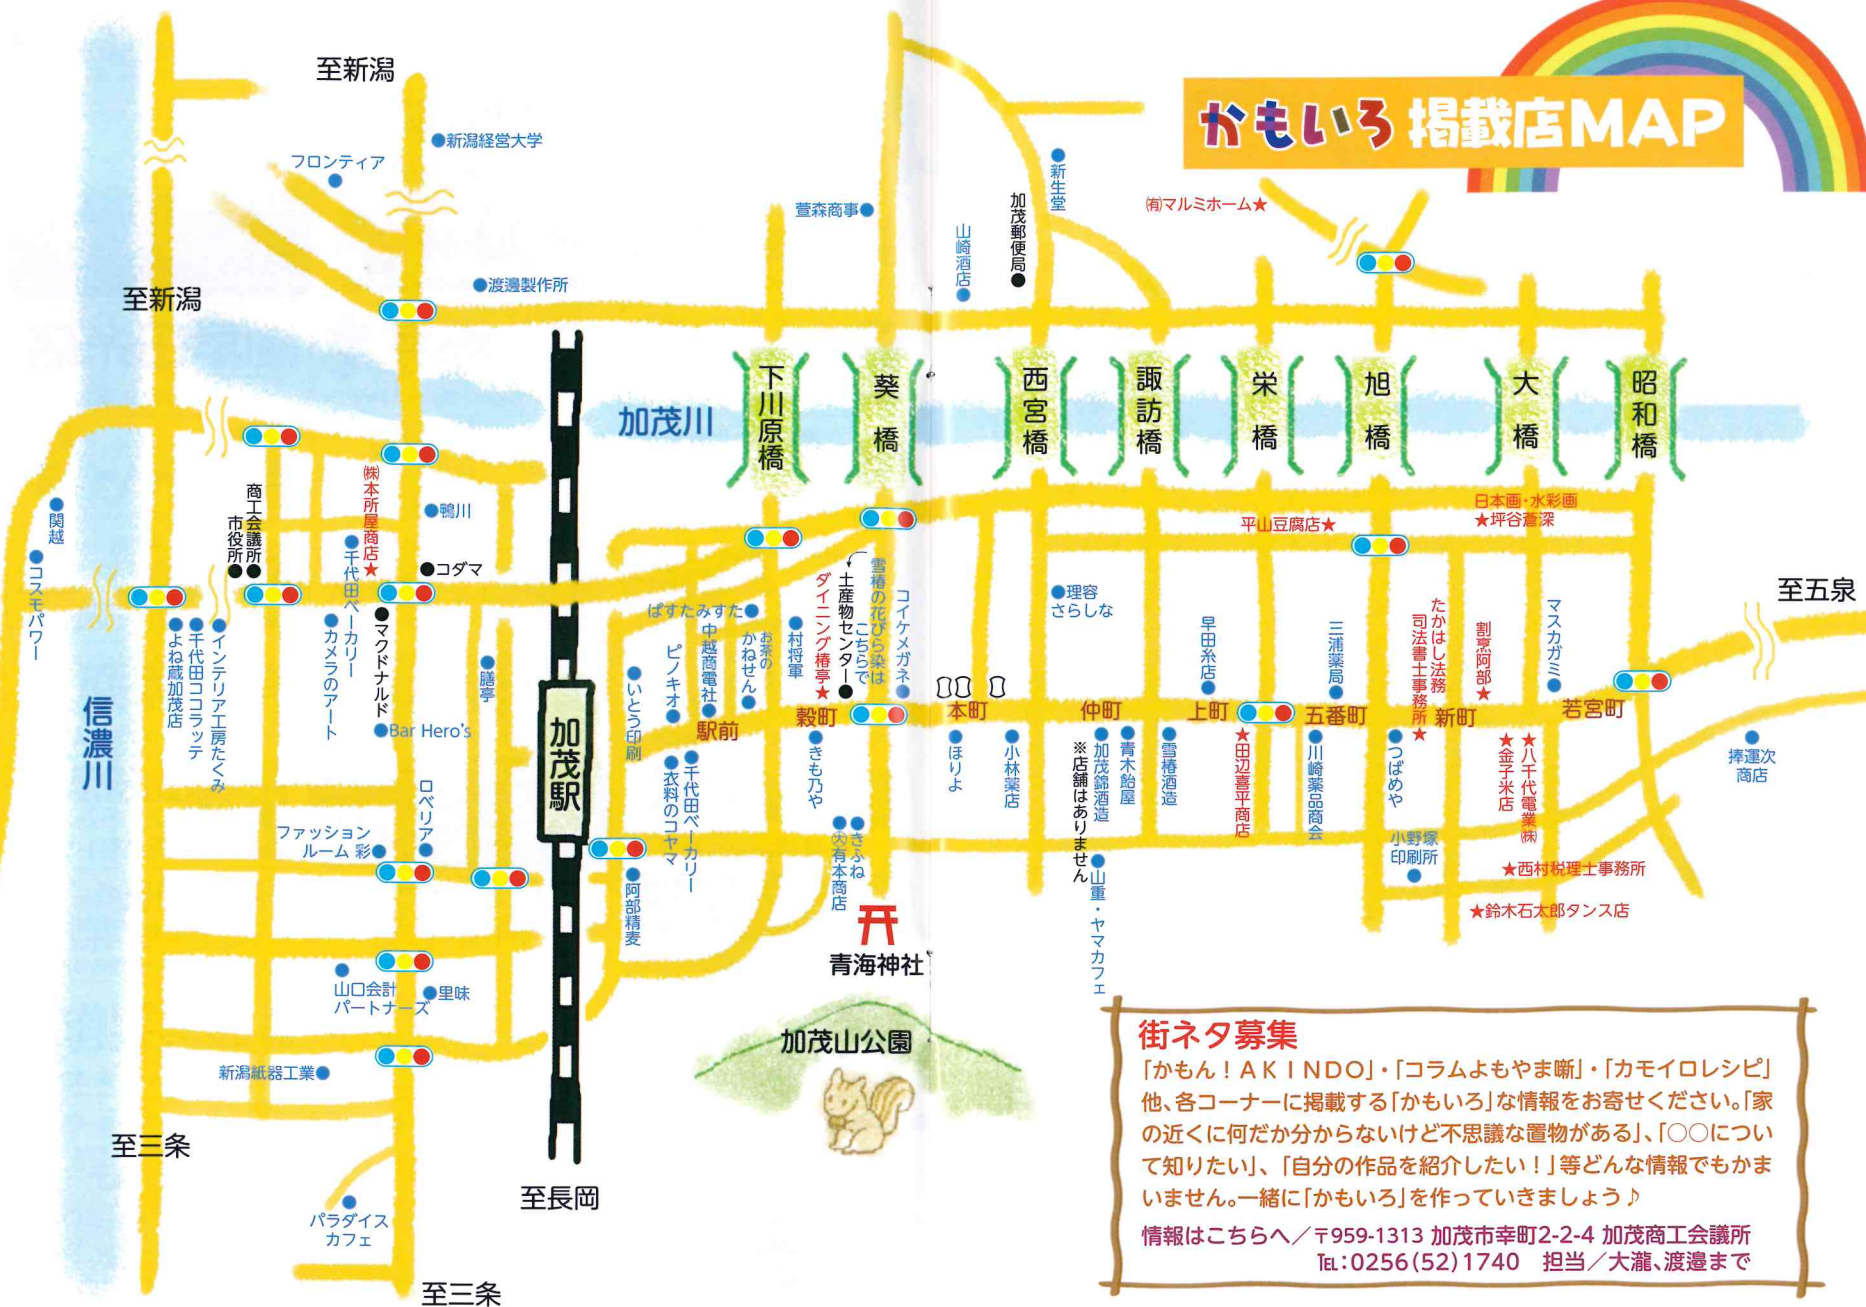 かもいろ 掲載店MAP
至新潟
新潟経営大学
フロンティア
萱森商事
新生堂
加茂郵便局
山崎酒店
㈲マルミホーム★
渡邉製作所
至新潟
加茂川
下川原橋
葵橋
西宮橋
諏訪橋
栄橋
旭橋
大橋
昭和橋
関越
コスモパワー
商工会議所
市役所
㈱本所屋商店★
鴨川
千代田ベーカリー
コダマ
日本画・水彩画
★坪谷蒼深
平山豆腐店★
至五泉
よね蔵加茂店
千代田ココラッテ
インテリア工房たくみ
カメラのアート
マクドナルド
Bar Hero's
膳亭
いとう印刷
ぱすたみすた
ピノキオ
中越商電社
お茶の
かねせん
村将軍
ダイニング椿亭★
土産物センター
雪椿の花びら染は
こちらで
コイケメガネ
理容
さらしな
早田糸店
三浦薬局
たかはし法務
司法書士事務所★
割烹阿部★
マスカガミ
信濃川
加茂駅
駅前
穀町
本町
仲町
上町
五番町
新町
若宮町
衣料のコヤマ
千代田ベーカリー
きも乃や
ほりよ
小林薬店
加茂錦酒造
※店舗はありません
青木飴屋
雪椿酒造
★田辺喜平商店
川崎薬品商会
つばめや
★金子米店
★八千代電業㈱
捧運次
商店
ロベリア
ファッション
ルーム 彩
阿部精麦
㊛有本商店
きふね
山重・ヤマカフェ
小野塚
印刷所
★西村税理士事務所
★鈴木石太郎タンス店
青海神社
加茂山公園
山口会計
パートナーズ
里味
新潟紙器工業
至三条
パラダイス
カフェ
至長岡
至三条
街ネタ募集
「かもん！AKINDO」・「コラムよもやま噺」・「カモイロレシピ」
他、各コーナーに掲載する「かもいろ」な情報をお寄せください。「家
の近くに何だか分からないけど不思議な置物がある」、「○○につい
て知りたい」、「自分の作品を紹介したい！」等どんな情報でもかま
いません。一緒に「かもいろ」を作っていきましょう♪
情報はこちらへ／〒959-1313 加茂市幸町2-2-4 加茂商工会議所
℡：0256(52)1740　担当／大瀧、渡邉まで